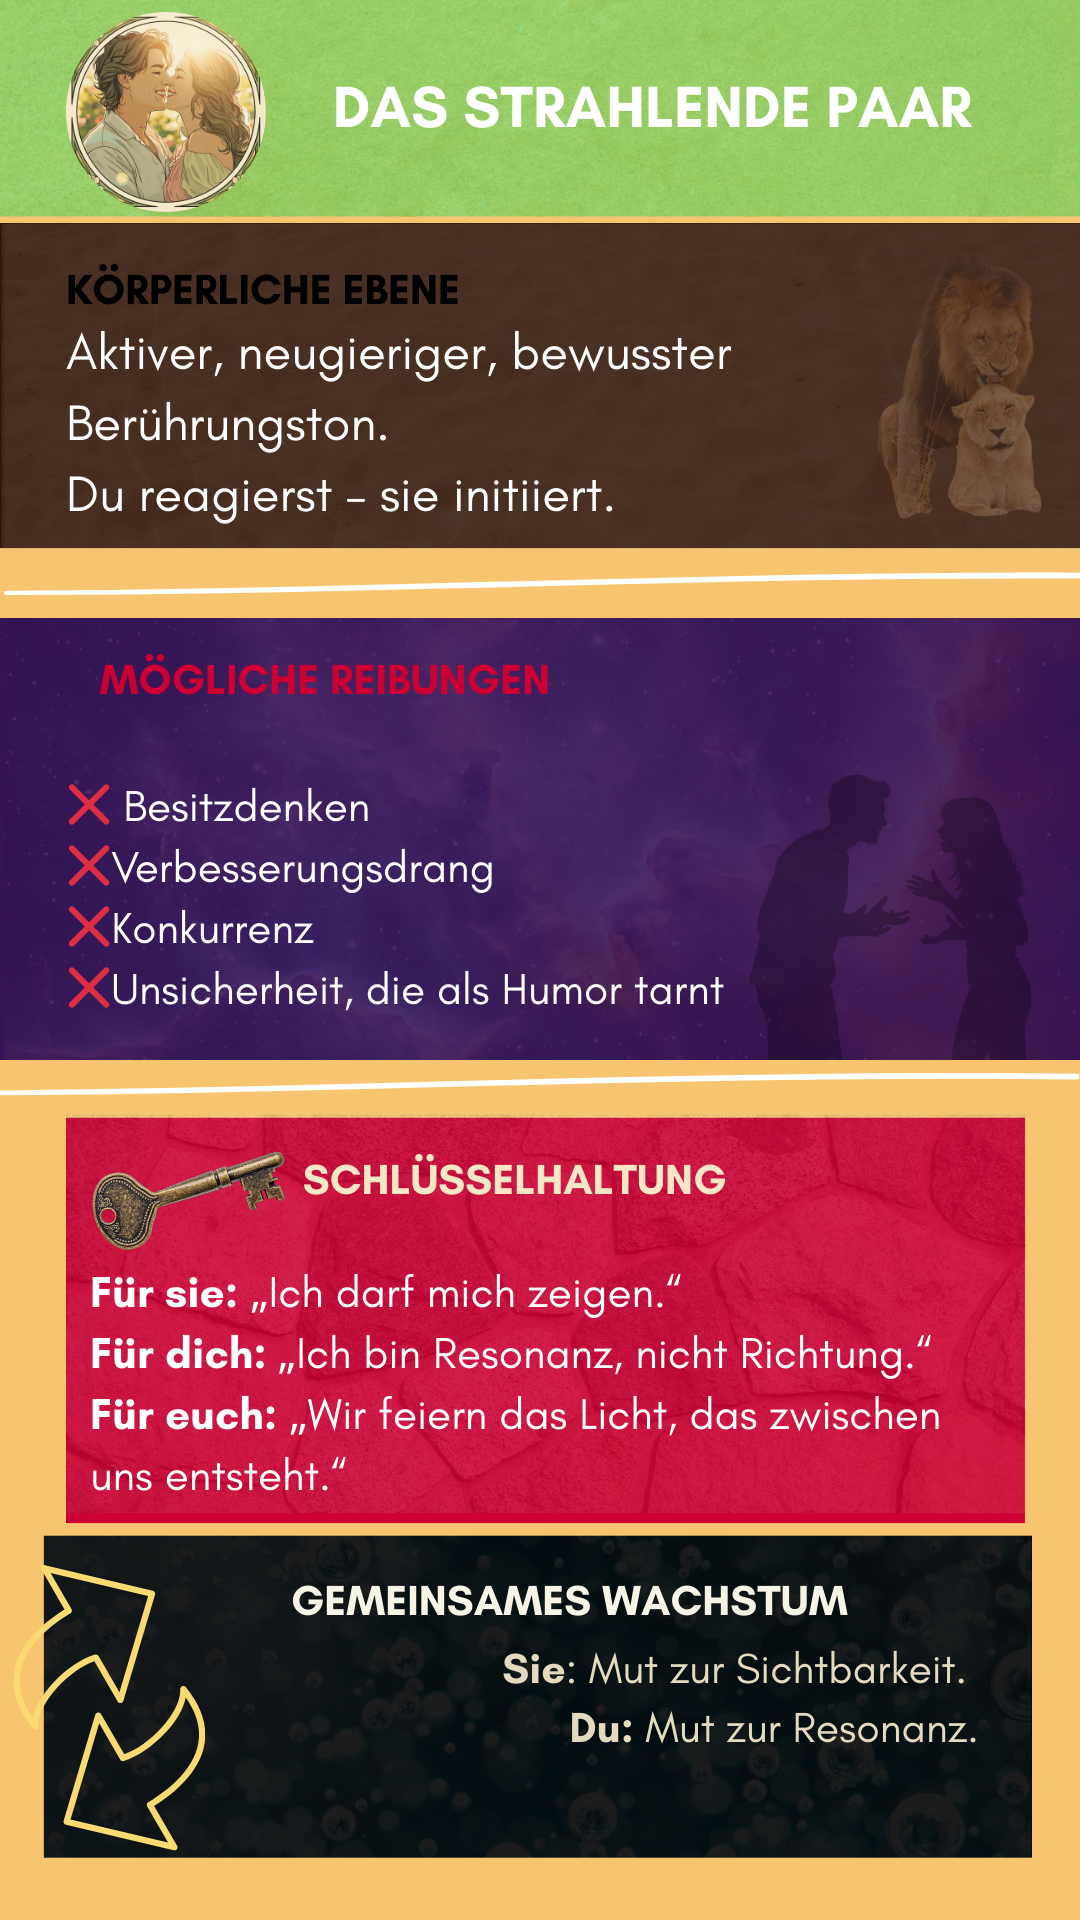 DAS STRAHLENDE PAAR
KÖRPERLICHE EBENE
Aktiver, neugieriger, bewusster
Berührungston.
Du reagierst – sie initiiert.
MÖGLICHE REIBUNGEN
❌ Besitzdenken
❌Verbesserungsdrang
❌Konkurrenz
❌Unsicherheit, die als Humor tarnt
SCHLÜSSELHALTUNG
Für sie: „Ich darf mich zeigen.“
Für dich: „Ich bin Resonanz, nicht Richtung.“
Für euch: „Wir feiern das Licht, das zwischen
uns entsteht.“
GEMEINSAMES WACHSTUM
Sie: Mut zur Sichtbarkeit.
Du: Mut zur Resonanz.